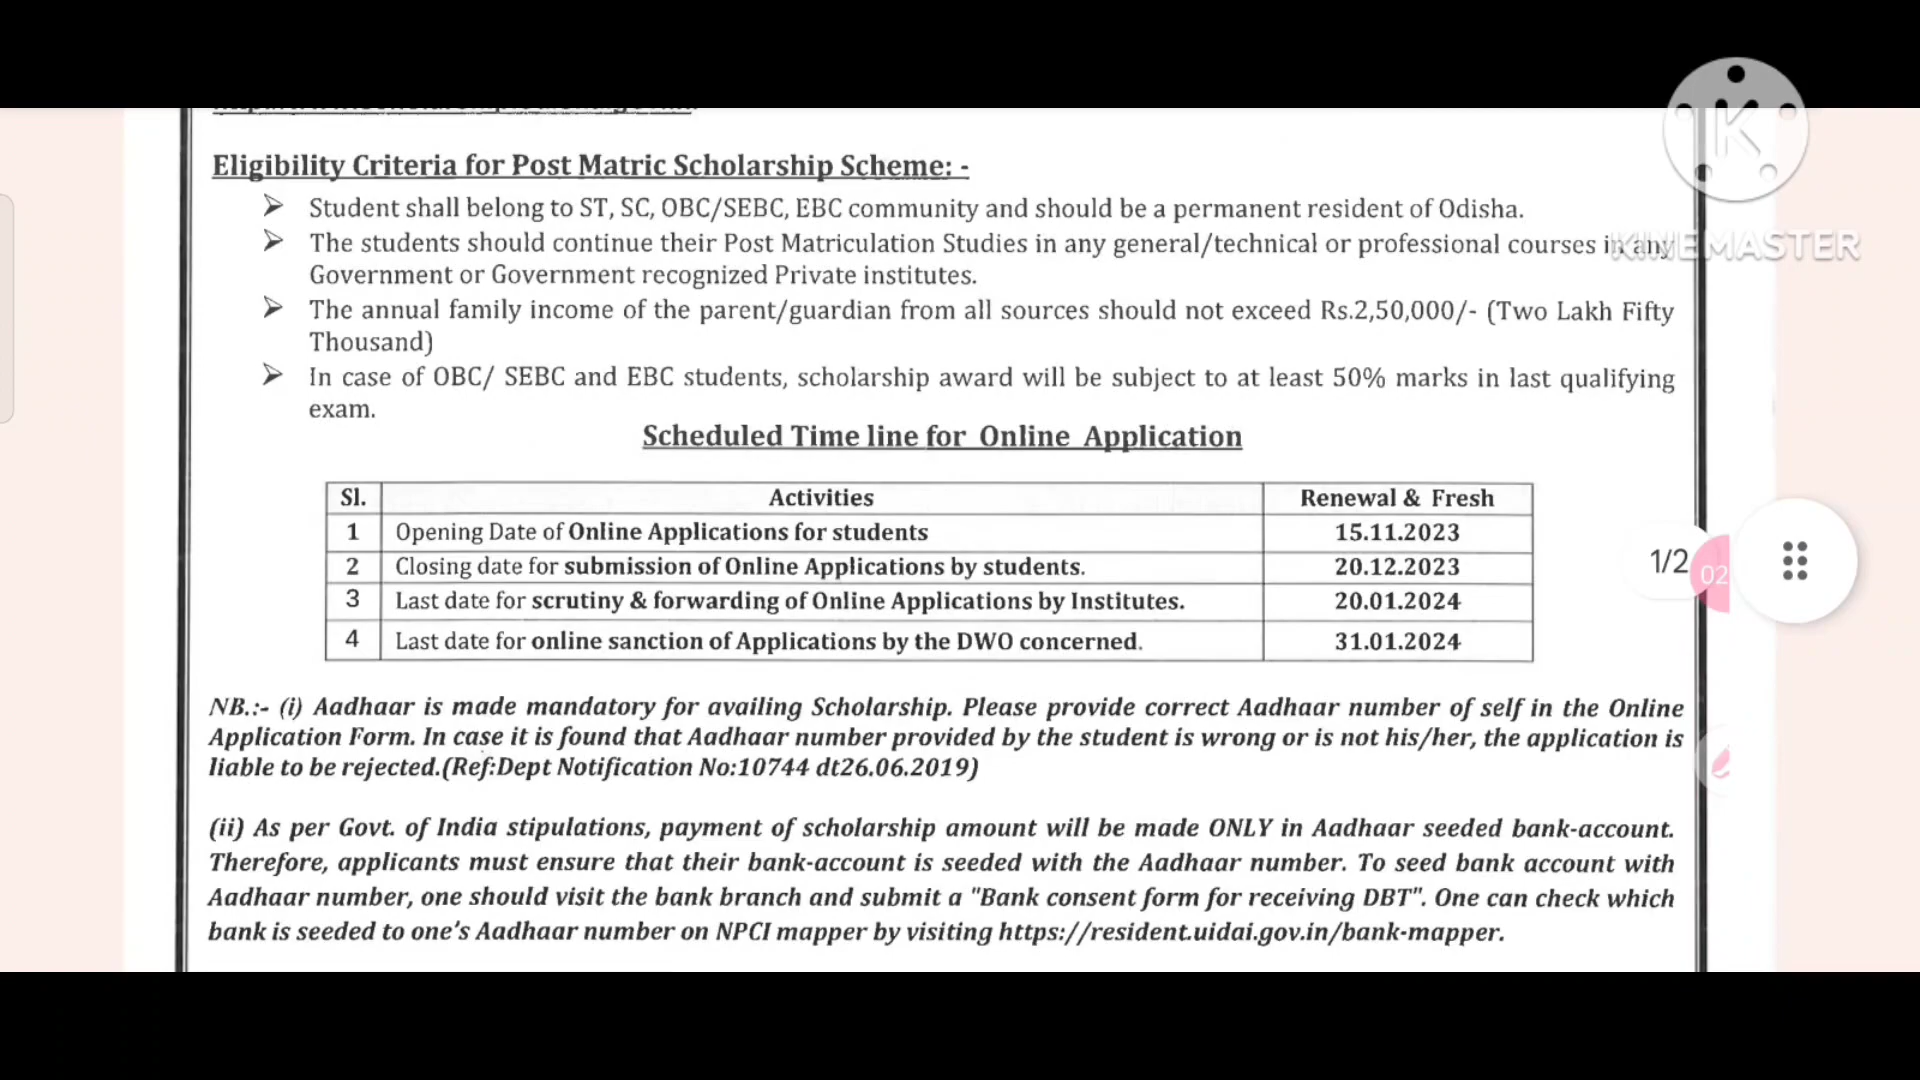 Eligibility Criteria for Post Matric Scholarship Scheme: -
➢ Student shall belong to ST, SC, OBC/SEBC, EBC community and should be a permanent resident of Odisha.
➢ The students should continue their Post Matriculation Studies in any general/technical or professional courses in any
Government or Government recognized Private institutes.
➢ The annual family income of the parent/guardian from all sources should not exceed Rs.2,50,000/- (Two Lakh Fifty
Thousand)
➢ In case of OBC/ SEBC and EBC students, scholarship award will be subject to at least 50% marks in last qualifying
exam.
Scheduled Time line for Online Application
Sl. Activities Renewal & Fresh
1 Opening Date of Online Applications for students 15.11.2023
2 Closing date for submission of Online Applications by students. 20.12.2023
3 Last date for scrutiny & forwarding of Online Applications by Institutes. 20.01.2024
4 Last date for online sanction of Applications by the DWO concerned. 31.01.2024
NB.:- (i) Aadhaar is made mandatory for availing Scholarship. Please provide correct Aadhaar number of self in the Online
Application Form. In case it is found that Aadhaar number provided by the student is wrong or is not his/her, the application is
liable to be rejected.(Ref:Dept Notification No:10744 dt26.06.2019)
(ii) As per Govt. of India stipulations, payment of scholarship amount will be made ONLY in Aadhaar seeded bank-account.
Therefore, applicants must ensure that their bank-account is seeded with the Aadhaar number. To seed bank account with
Aadhaar number, one should visit the bank branch and submit a "Bank consent form for receiving DBT". One can check which
bank is seeded to one's Aadhaar number on NPCI mapper by visiting https://resident.uidai.gov.in/bank-mapper.
K
KINEMASTER
1/2
02